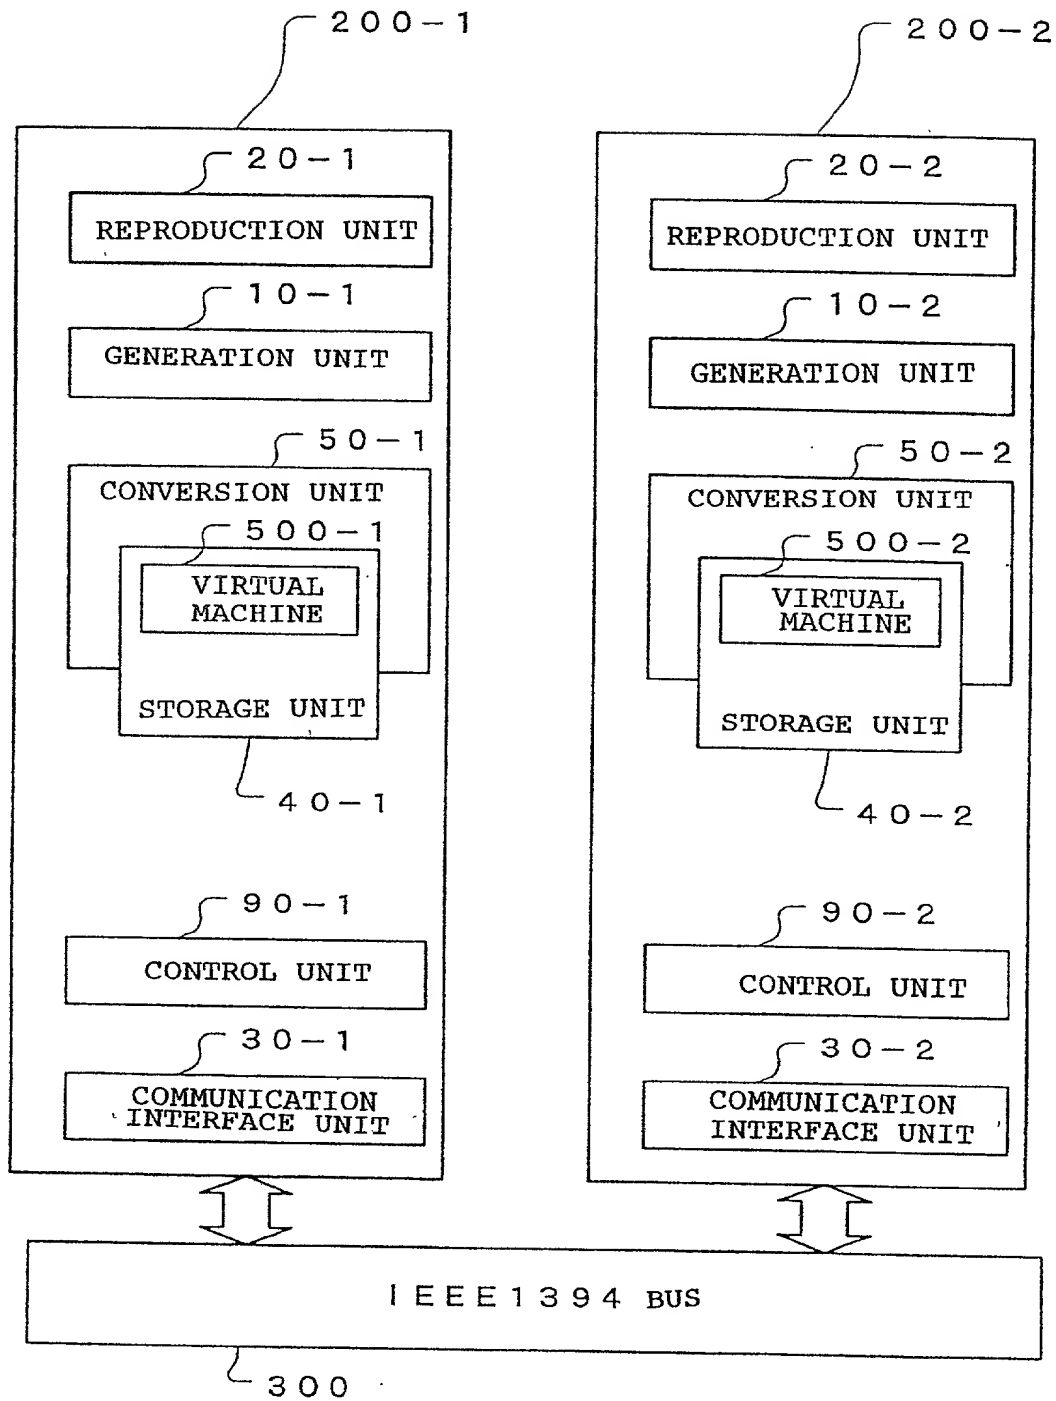 200-1
200-2
20-1
REPRODUCTION UNIT
10-1
GENERATION UNIT
50-1
CONVERSION UNIT
500-1
VIRTUAL
MACHINE
STORAGE UNIT
40-1
90-1
CONTROL UNIT
30-1
COMMUNICATION
INTERFACE UNIT
20-2
REPRODUCTION UNIT
10-2
GENERATION UNIT
50-2
CONVERSION UNIT
500-2
VIRTUAL
MACHINE
STORAGE UNIT
40-2
90-2
CONTROL UNIT
30-2
COMMUNICATION
INTERFACE UNIT
IEEE1394 BUS
300